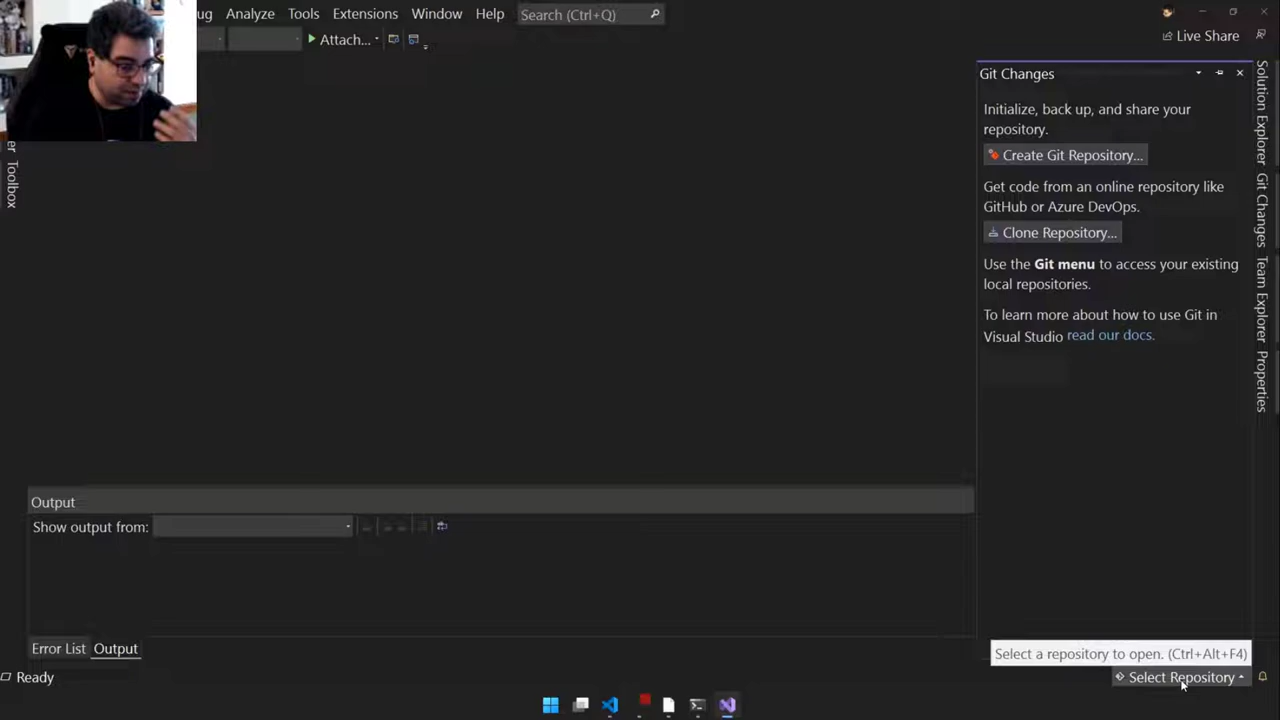 ug Analyze Tools Extensions Window Help Search (Ctrl+Q)
Attach...
Live Share
Git Changes
Initialize, back up, and share your
repository.
Create Git Repository...
Get code from an online repository like
GitHub or Azure DevOps.
Clone Repository...
Use the Git menu to access your existing
local repositories.
To learn more about how to use Git in
Visual Studio read our docs.
er
Toolbox
Solution Explorer
Git Changes
Team Explorer
Properties
Output
Show output from:
Error List Output
Select a repository to open. (Ctrl+Alt+F4)
Ready
Select Repository